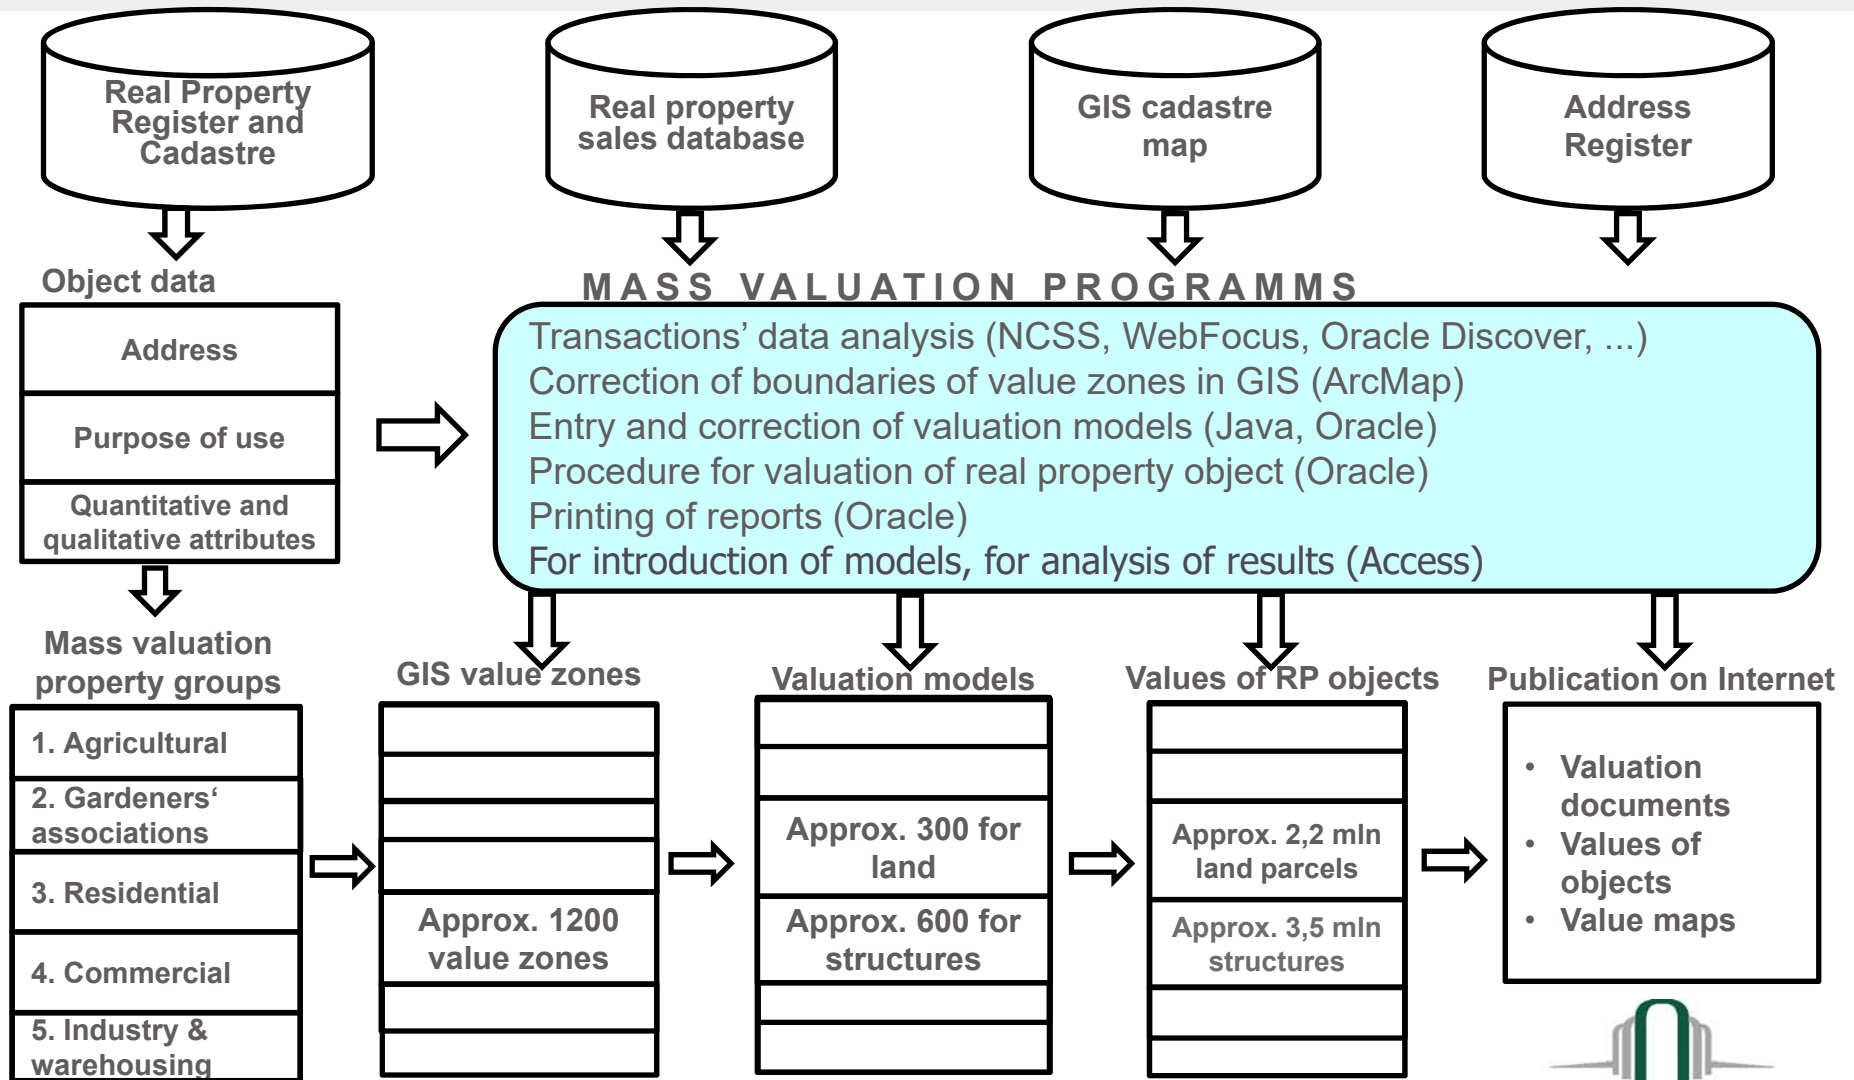 Real Property
Register and
Cadastre
Real property
sales database
GIS cadastre
map
Address
Register
Object data
Address
Purpose of use
Quantitative and
qualitative attributes
MASS VALUATION PROGRAMMS
Transactions’ data analysis (NCSS, WebFocus, Oracle Discover, ...)
Correction of boundaries of value zones in GIS (ArcMap)
Entry and correction of valuation models (Java, Oracle)
Procedure for valuation of real property object (Oracle)
Printing of reports (Oracle)
For introduction of models, for analysis of results (Access)
Mass valuation
property groups
1. Agricultural
2. Gardeners‘
associations
3. Residential
4. Commercial
5. Industry &
warehousing
GIS value zones
Approx. 1200
value zones
Valuation models
Approx. 300 for
land
Approx. 600 for
structures
Values of RP objects
Approx. 2,2 mln
land parcels
Approx. 3,5 mln
structures
Publication on Internet
• Valuation
documents
• Values of
objects
• Value maps